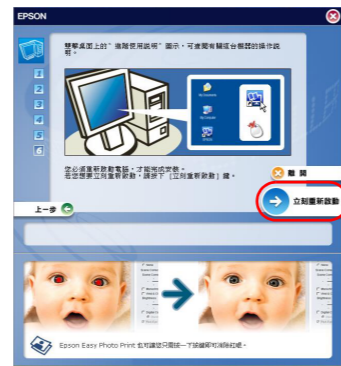 EPSON
雙擊桌面上的"進階使用說明"圖示,可查閱有關這台機器的操作說
明。
1
2
3
4
5
6
您必須重新啟動電腦,才能完成安裝。
若您想要立刻重新啟動,請按下 [立刻重新啟動] 鍵。
離開
立刻重新啟動
上一步
Epson Easy Photo Print 也可讓您只需按一下按鍵即可消除紅眼。